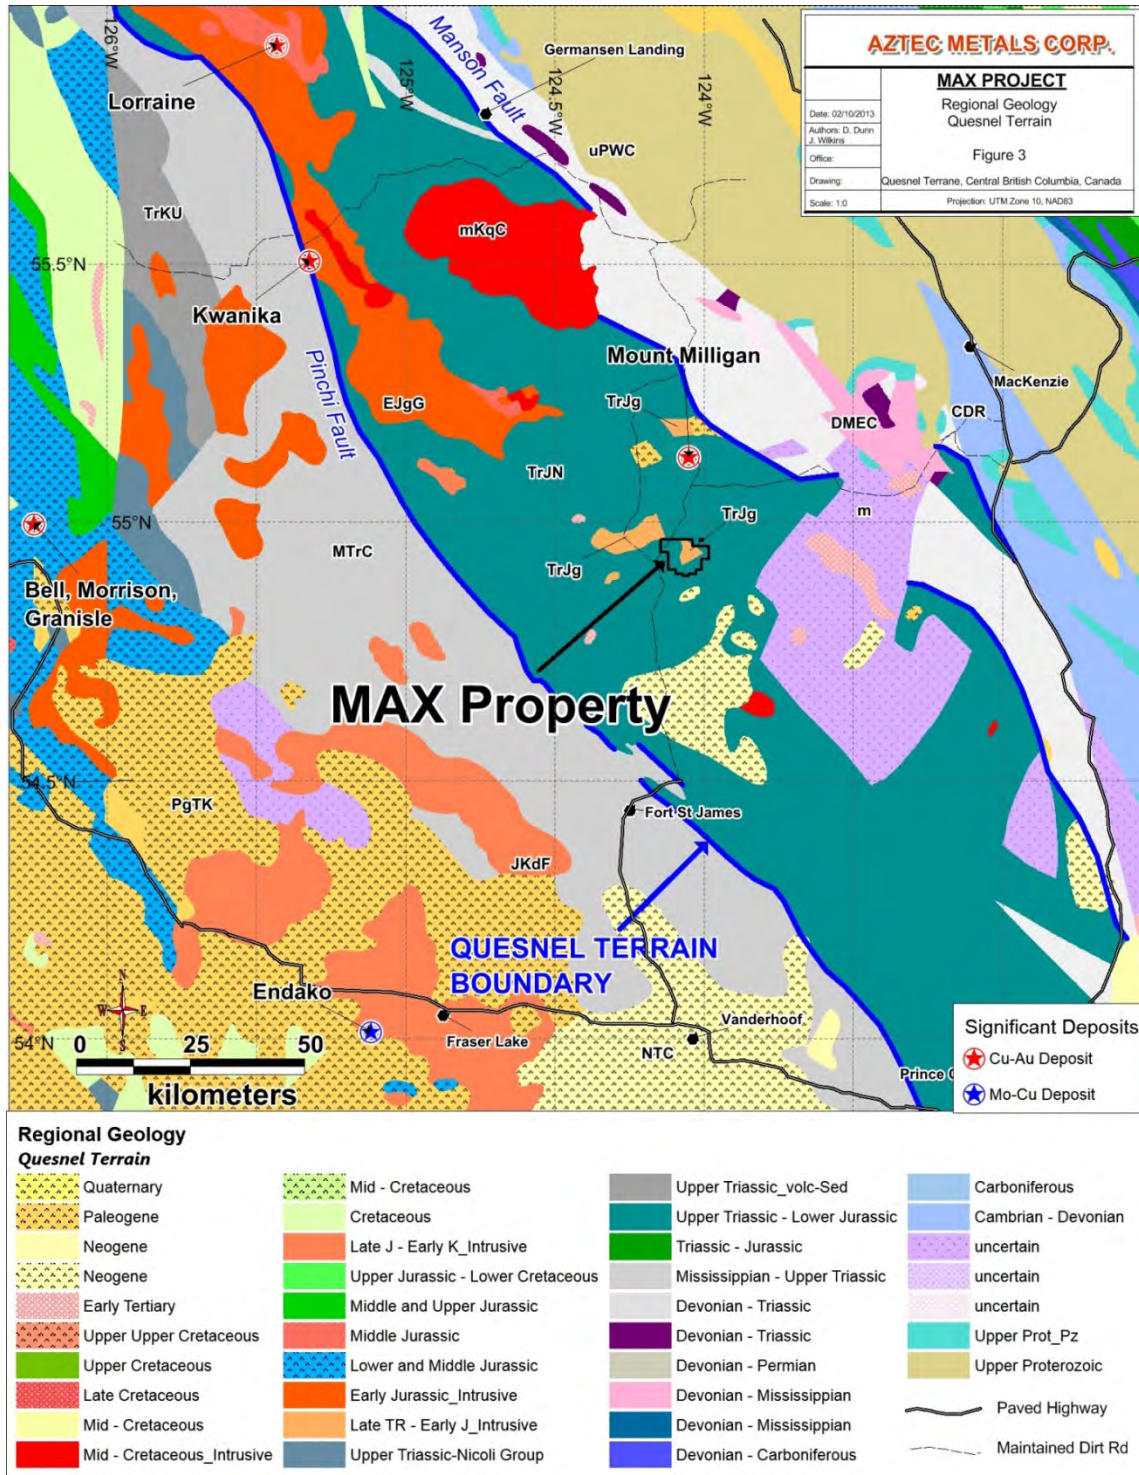 AZTEC METALS CORP.
MAX PROJECT
Regional Geology
Quesnel Terrain
Figure 3
Date: 02/10/2013
Authors: D. Dunn
J. Wilkins
Office:
Drawing:
Quesnel Terrane, Central British Columbia, Canada
Scale: 1:0
Projection: UTM Zone 10, NAD83
126°W
125°W
124.5°W
124°W
Manson Fault
Germansen Landing
Lorraine
uPWC
TrKU
mKqC
55.5°N
Kwanika
Pinchi Fault
Mount Milligan
MacKenzie
EJgG
TrJg
DMEC
CDR
TrJN
TrJg
m
55°N
MTrC
TrJg
Bell, Morrison,
Granisle
MAX Property
54.5°N
PgTK
Fort St James
JKdF
QUESNEL TERRAIN
BOUNDARY
Endako
N
W E
S
Vanderhoof
54°N
Fraser Lake
NTC
0 25 50
kilometers
Prince
Significant Deposits
Cu-Au Deposit
Mo-Cu Deposit
Regional Geology
Quesnel Terrain
Quaternary
Paleogene
Neogene
Neogene
Early Tertiary
Upper Upper Cretaceous
Upper Cretaceous
Late Cretaceous
Mid - Cretaceous
Mid - Cretaceous_Intrusive
Mid - Cretaceous
Cretaceous
Late J - Early K_Intrusive
Upper Jurassic - Lower Cretaceous
Middle and Upper Jurassic
Middle Jurassic
Lower and Middle Jurassic
Early Jurassic_Intrusive
Late TR - Early J_Intrusive
Upper Triassic-Nicoli Group
Upper Triassic_volc-Sed
Upper Triassic - Lower Jurassic
Triassic - Jurassic
Mississippian - Upper Triassic
Devonian - Triassic
Devonian - Triassic
Devonian - Permian
Devonian - Mississippian
Devonian - Mississippian
Devonian - Carboniferous
Carboniferous
Cambrian - Devonian
uncertain
uncertain
uncertain
Upper Prot_Pz
Upper Proterozoic
Paved Highway
Maintained Dirt Rd